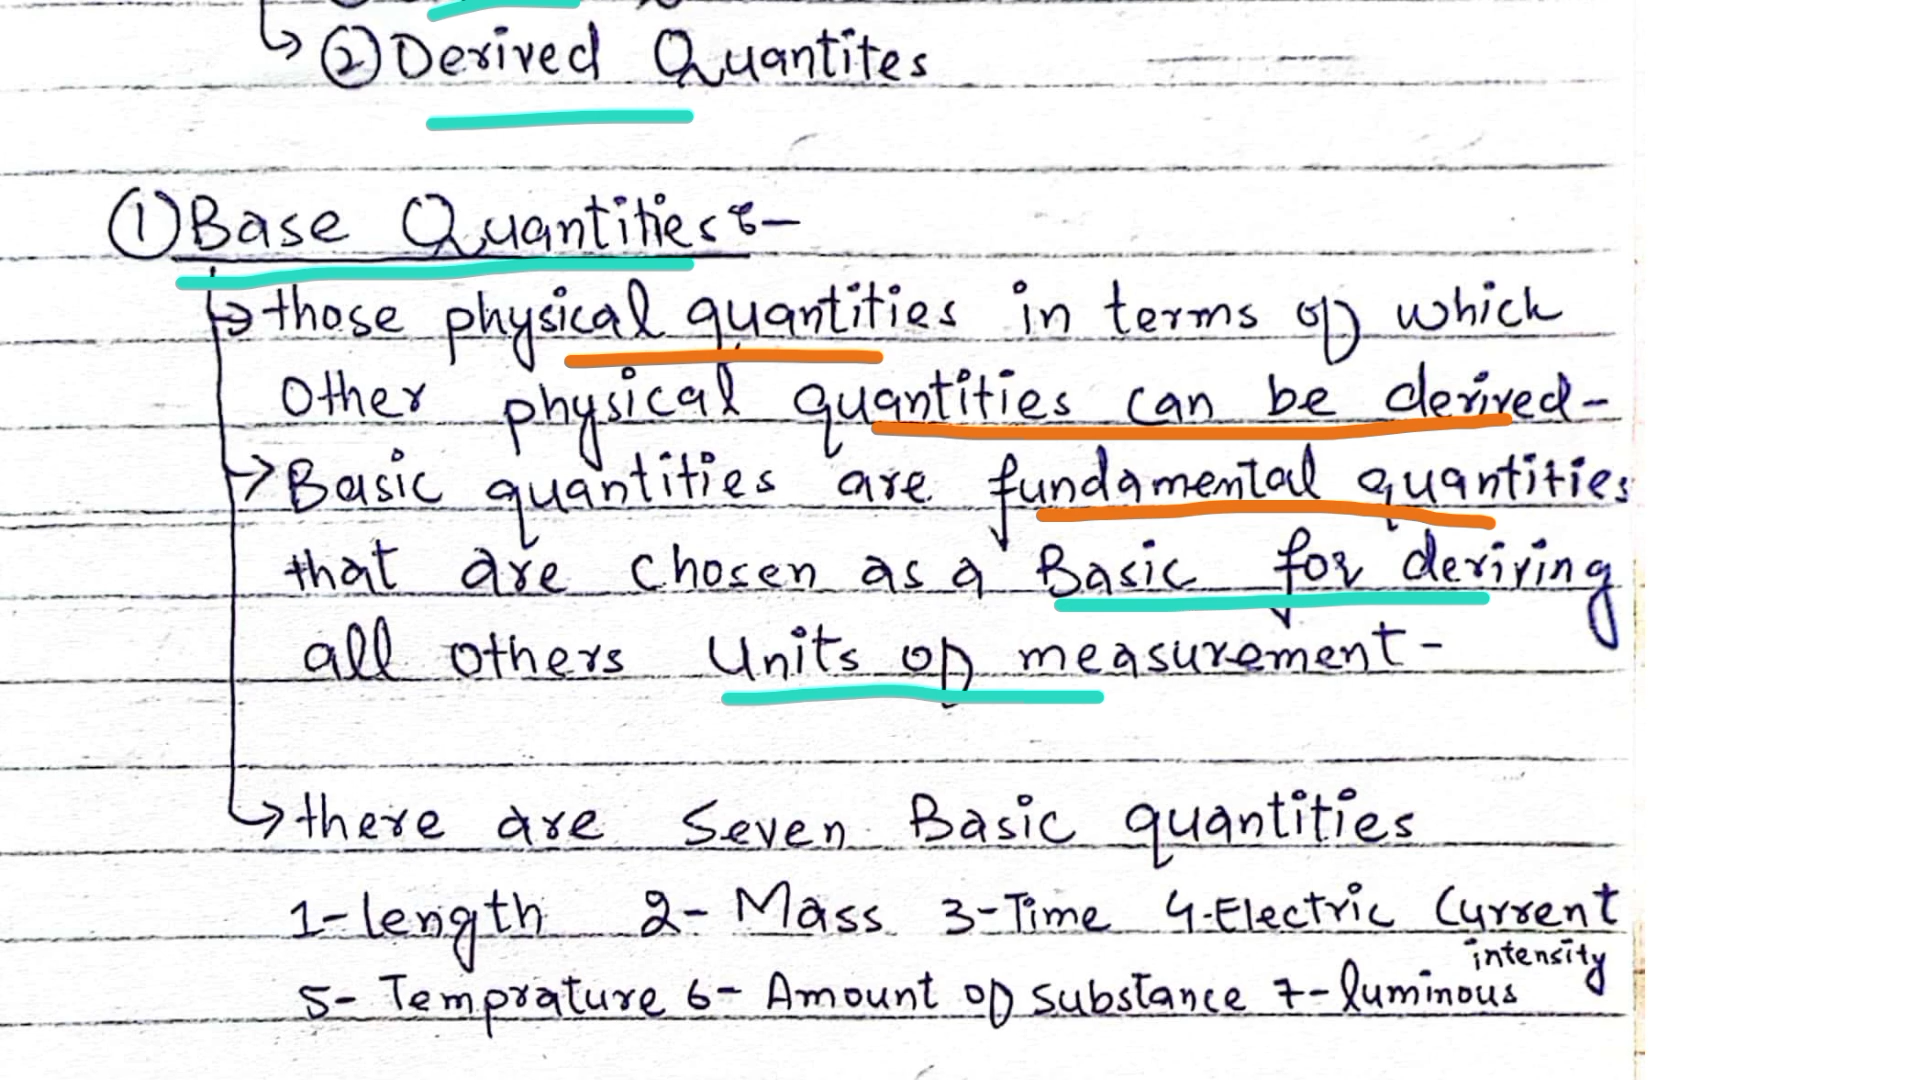 ② Derived Quantites
① Base Quantities:-
→ those physical quantities in terms of which
Other physical quantities can be derived-
→ Basic quantities are fundamental quantities
that are chosen as a Basic for deriving
all others Units of measurement-
→ there are Seven Basic quantities
1-length 2- Mass 3-Time 4-Electric Current
intensity
5- Temprature 6- Amount of substance 7-luminous